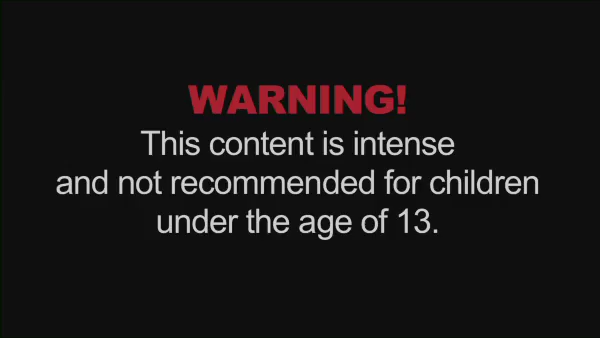 WARNING!
This content is intense
and not recommended for children
under the age of 13.